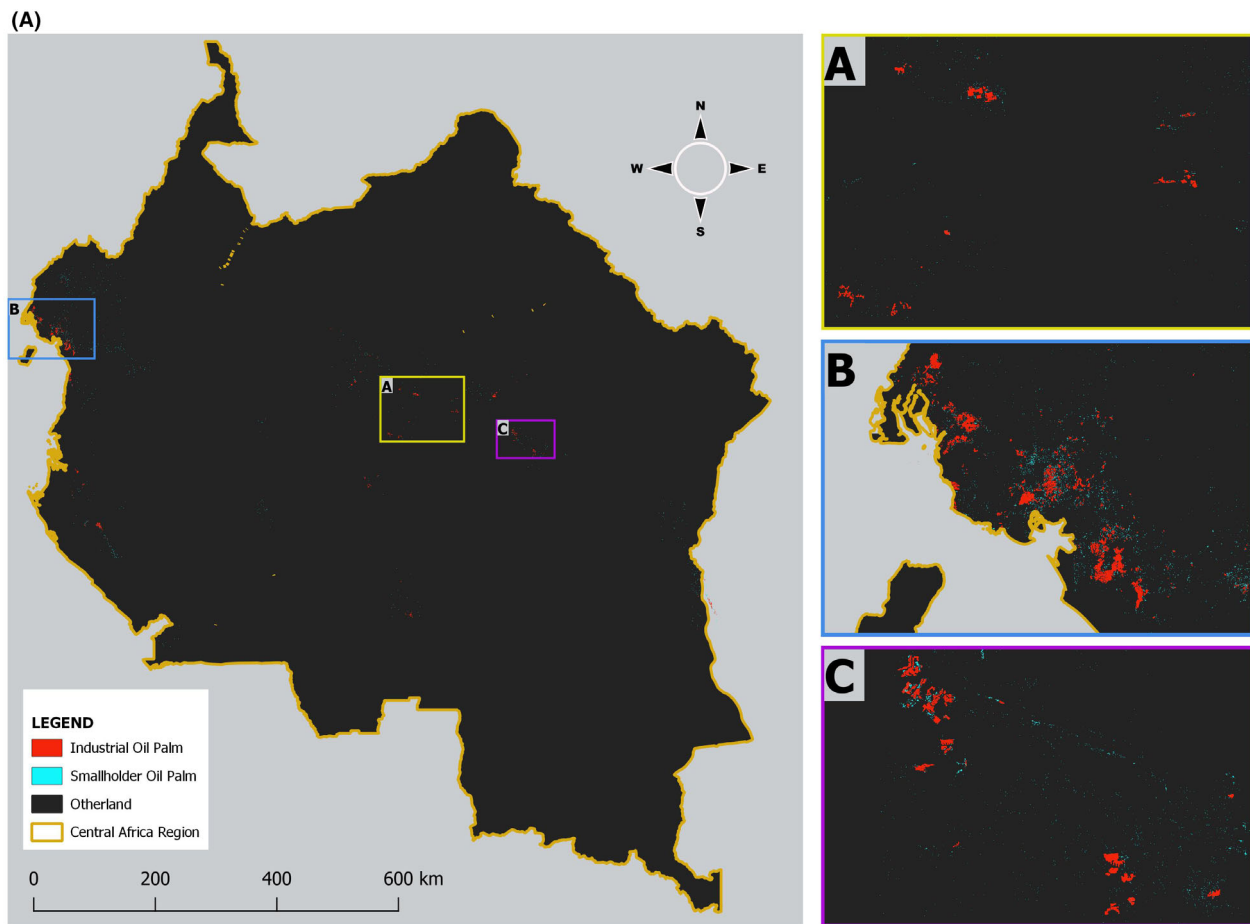 (A)
N
W
E
S
B
A
C
LEGEND
Industrial Oil Palm
Smallholder Oil Palm
Otherland
Central Africa Region
0
200
400
600 km
A
B
C